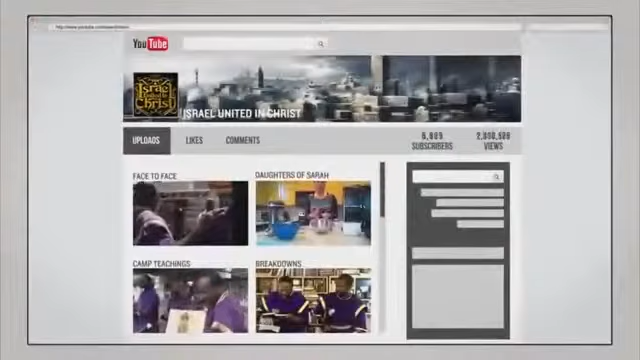 YouTube
Israel
United in
Christ
ISRAEL UNITED IN CHRIST
UPLOADS
LIKES
COMMENTS
SUBSCRIBERS
VIEWS
FACE TO FACE
DAUGHTERS OF SARAH
CAMP TEACHINGS
BREAKDOWNS